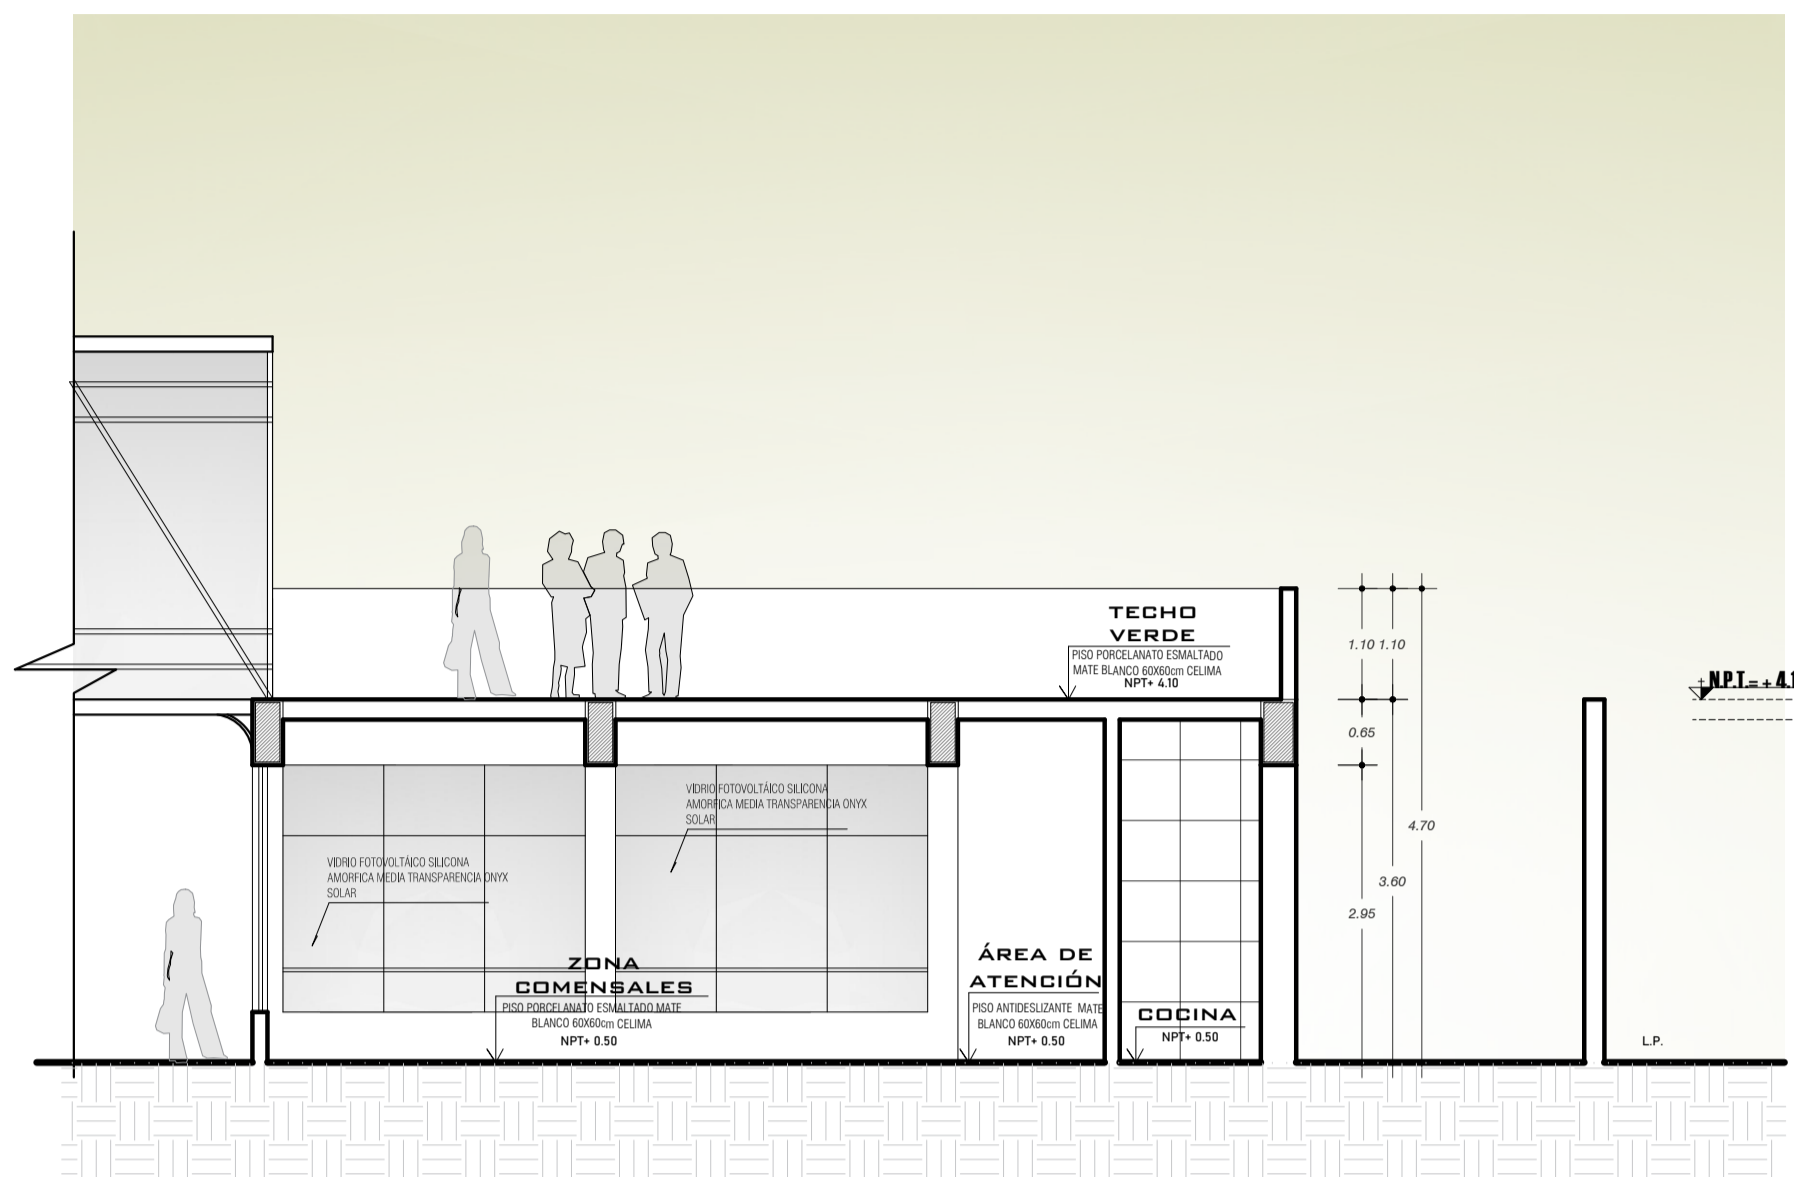 TECHO
VERDE
PISO PORCELANATO ESMALTADO
MATE BLANCO 60X60cm CELIMA
NPT+ 4.10
1.10 1.10
N.P.T.= + 4.1
0.65
VIDRIO FOTOVOLTÁICO SILICONA
AMORFICA MEDIA TRANSPARENCIA ONYX
SOLAR
4.70
VIDRIO FOTOVOLTÁICO SILICONA
AMORFICA MEDIA TRANSPARENCIA ONYX
SOLAR
3.60
2.95
ZONA
COMENSALES
PISO PORCELANATO ESMALTADO MATE
BLANCO 60X60cm CELIMA
NPT+ 0.50
ÁREA DE
ATENCIÓN
PISO ANTIDESLIZANTE MATE
BLANCO 60X60cm CELIMA
NPT+ 0.50
COCINA
NPT+ 0.50
L.P.